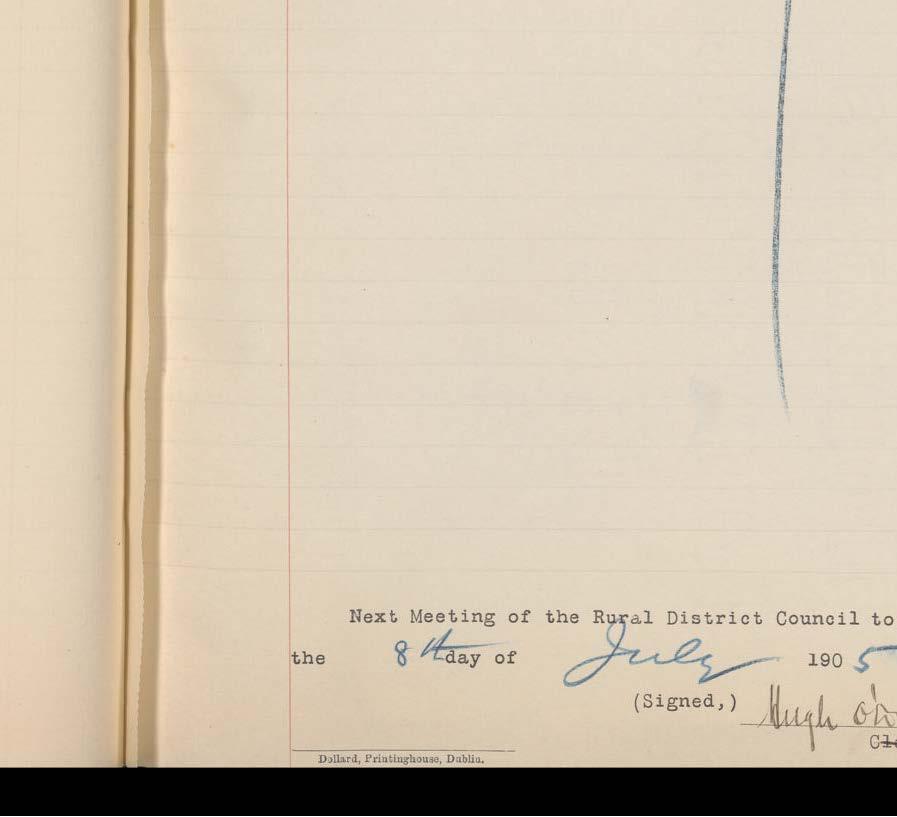 Next Meeting of the Rural District Council to
the 8th day of July 1905
(Signed,) Hugh
Dollard, Printinghouse, Dublin.